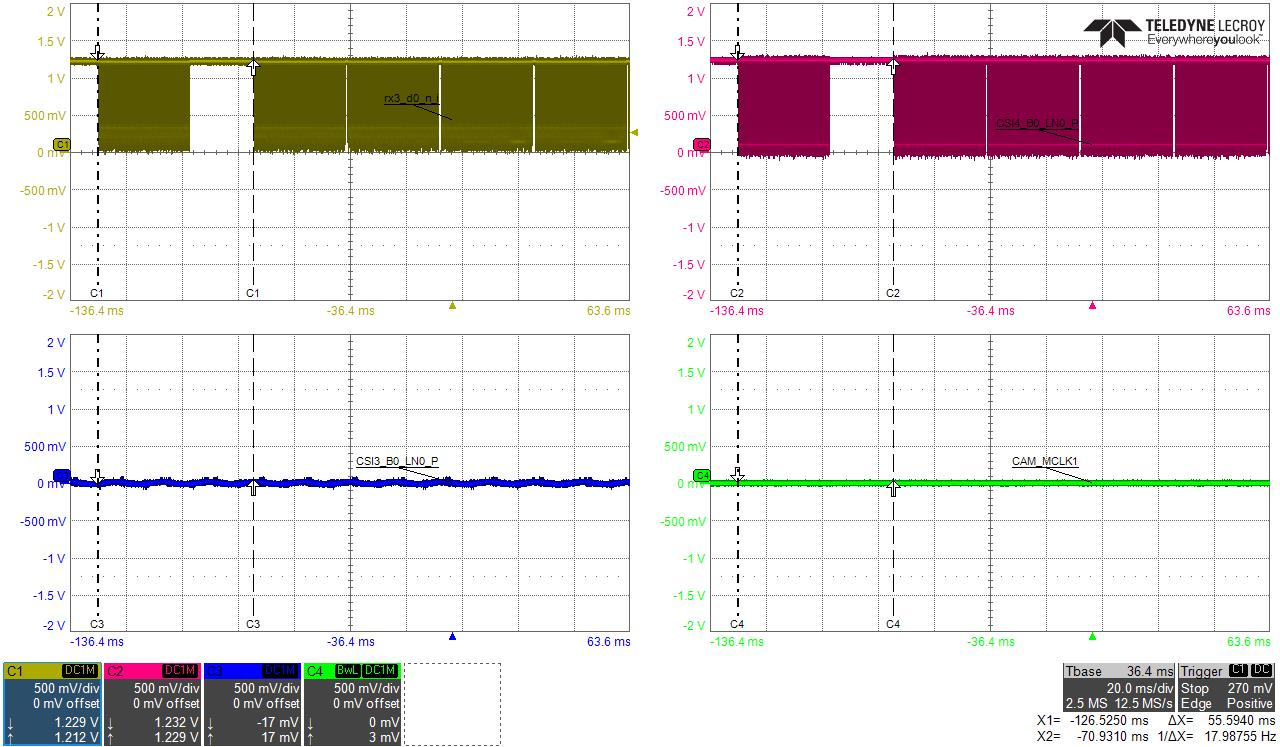 2 V
1.5 V
1 V
500 mV
0 mV
-500 mV
-1 V
-1.5 V
-2 V
C1
rx3_d0_n_i
C1
C1
-136.4 ms
-36.4 ms
63.6 ms
TELEDYNE LECROY
Everywhereyoulook
2 V
1.5 V
1 V
500 mV
0 mV
-500 mV
-1 V
-1.5 V
-2 V
C2
CSI4_B0_LN0_P
C2
C2
-136.4 ms
-36.4 ms
63.6 ms
2 V
1.5 V
1 V
500 mV
0 mV
-500 mV
-1 V
-1.5 V
-2 V
CSI3_B0_LN0_P
C3
C3
-136.4 ms
-36.4 ms
63.6 ms
2 V
1.5 V
1 V
500 mV
0 mV
-500 mV
-1 V
-1.5 V
-2 V
C4
CAM_MCLK1
C4
C4
-136.4 ms
-36.4 ms
63.6 ms
C1 DC1M
500 mV/div
0 mV offset
↓ 1.229 V
↑ 1.212 V
C2 DC1M
500 mV/div
0 mV offset
↓ 1.232 V
↑ 1.229 V
C3 DC1M
500 mV/div
0 mV offset
↓ -17 mV
↑ 17 mV
C4 BwL DC1M
500 mV/div
0 mV offset
↓ 0 mV
↑ 3 mV
Tbase 36.4 ms
20.0 ms/div
2.5 MS 12.5 MS/s
Trigger C1 DC
Stop 270 mV
Edge Positive
X1= -126.5250 ms ΔX= 55.5940 ms
X2= -70.9310 ms 1/ΔX= 17.98755 Hz